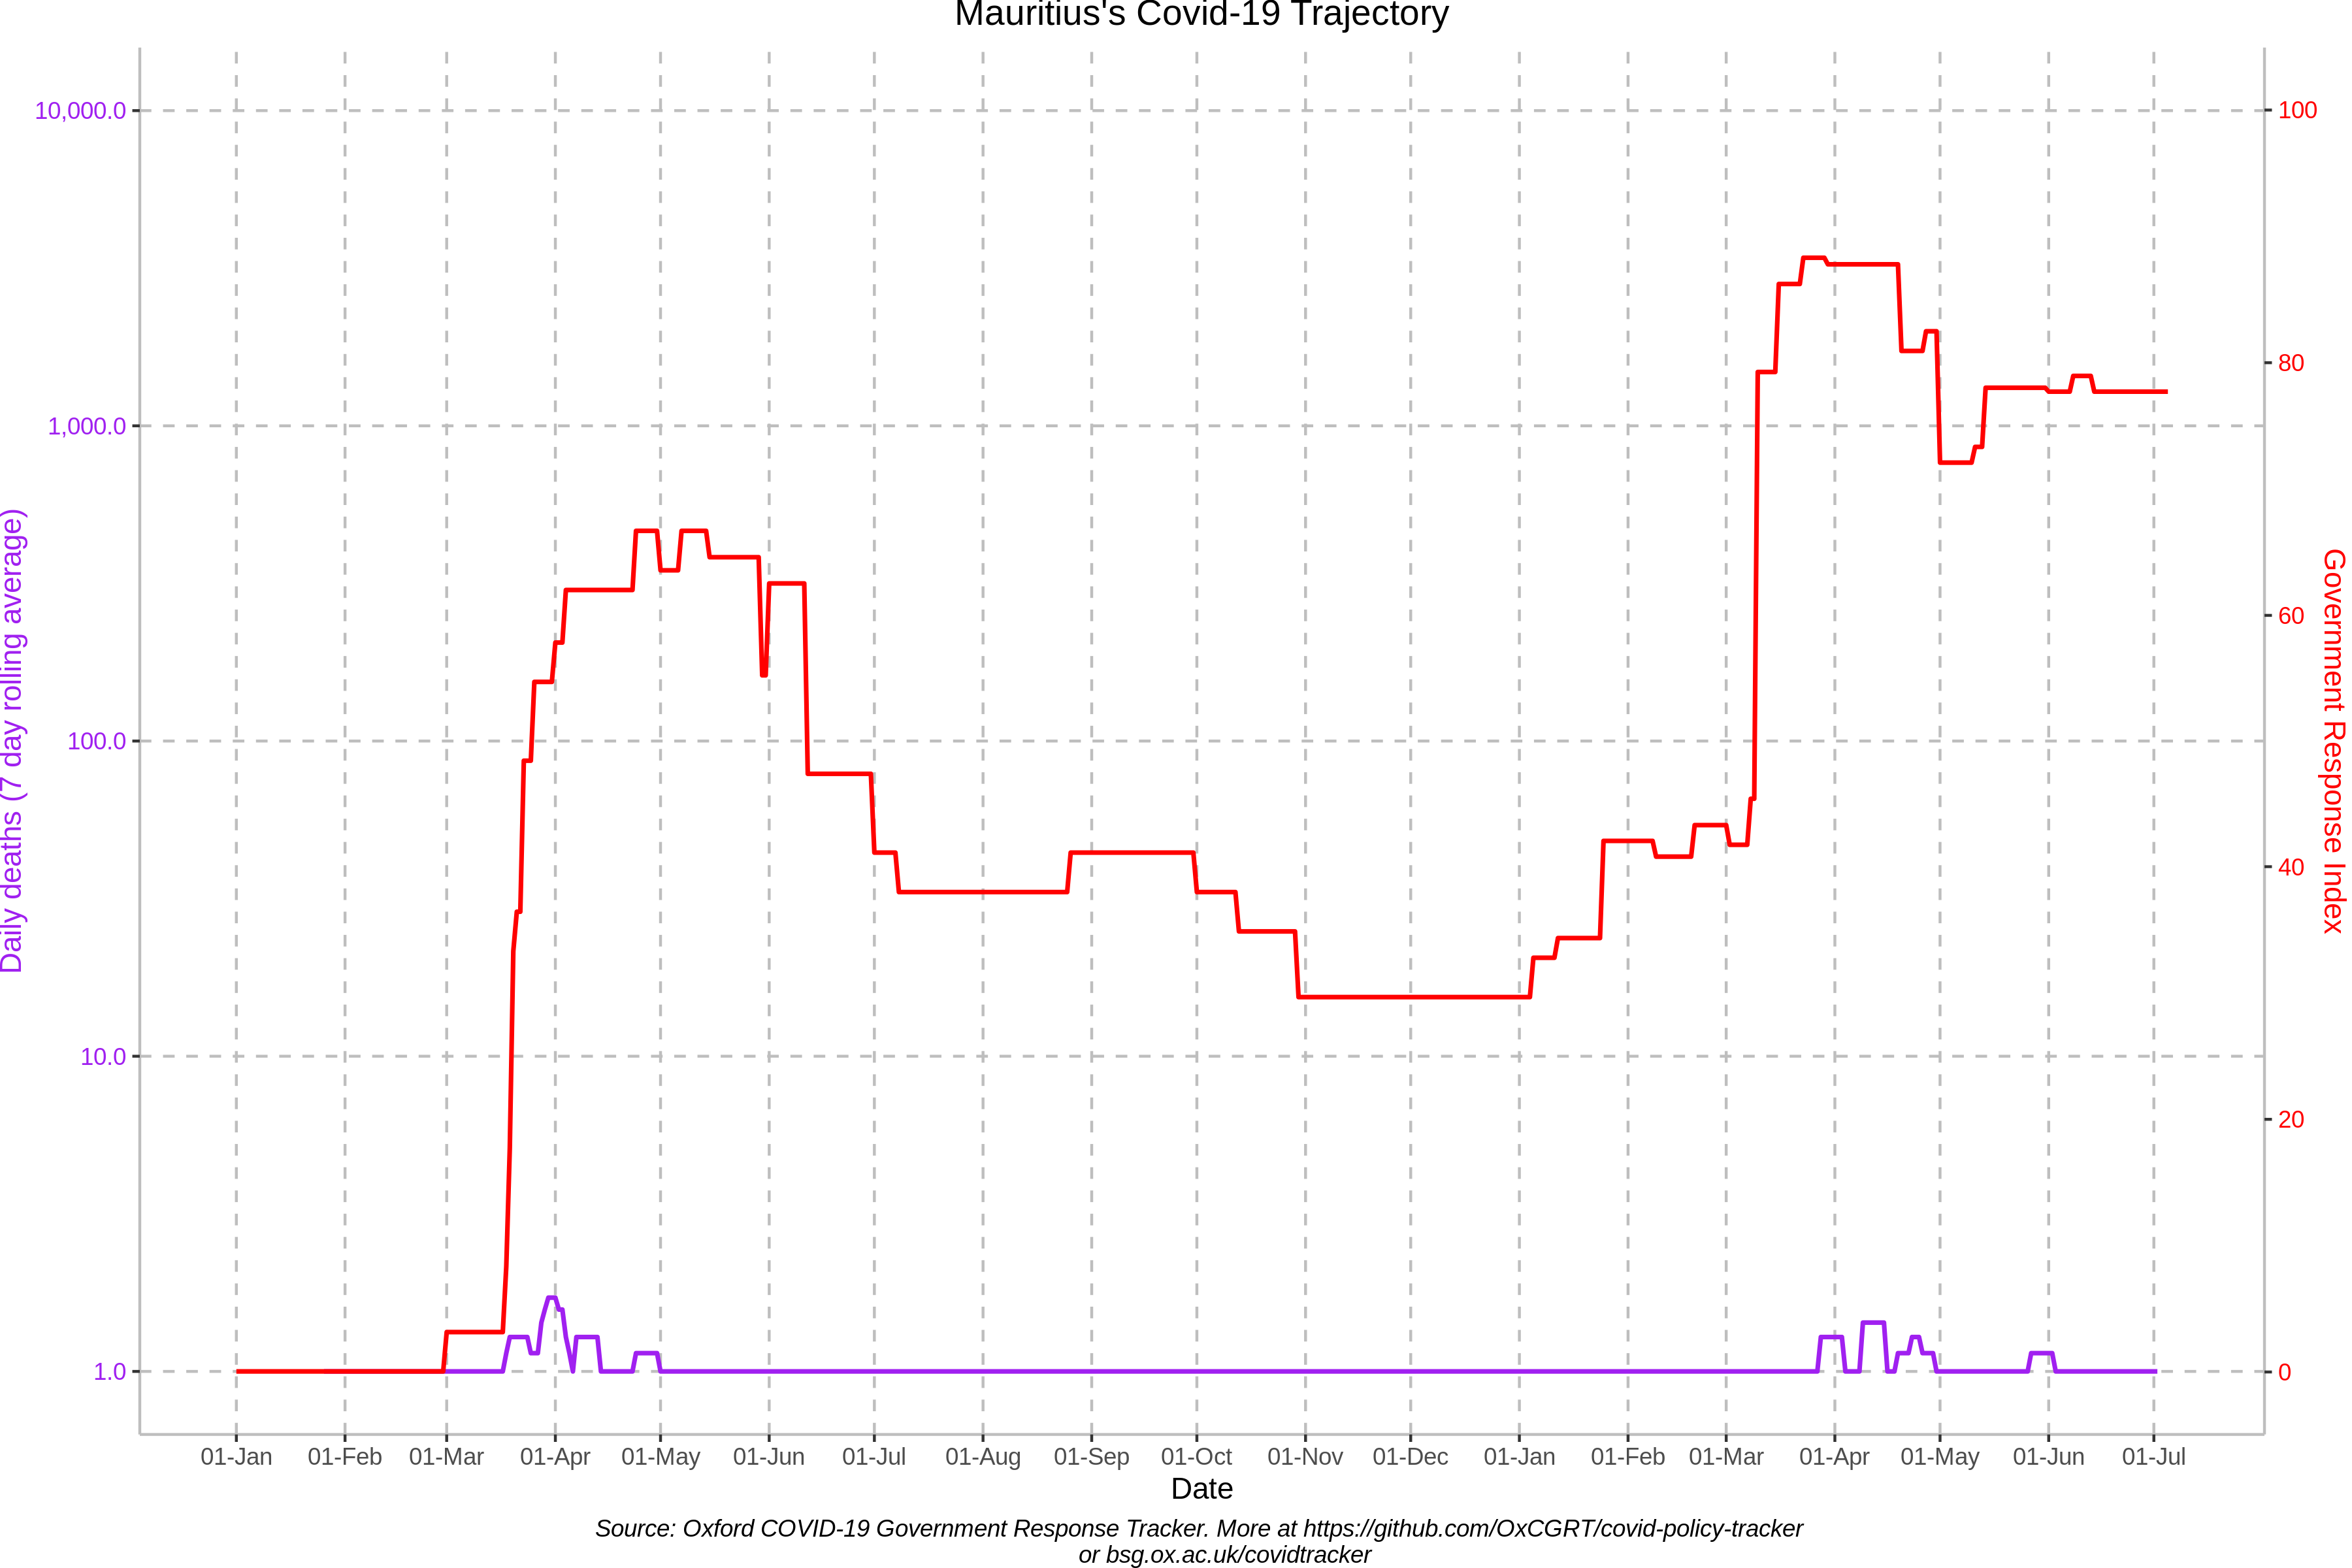 Mauritius's Covid-19 Trajectory
10,000.0
1,000.0
100.0
10.0
1.0
Daily deaths (7 day rolling average)
100
80
60
40
20
0
Government Response Index
01-Jan 01-Feb 01-Mar 01-Apr 01-May 01-Jun 01-Jul 01-Aug 01-Sep 01-Oct 01-Nov 01-Dec 01-Jan 01-Feb 01-Mar 01-Apr 01-May 01-Jun 01-Jul
Date
Source: Oxford COVID-19 Government Response Tracker. More at https://github.com/OxCGRT/covid-policy-tracker
or bsg.ox.ac.uk/covidtracker